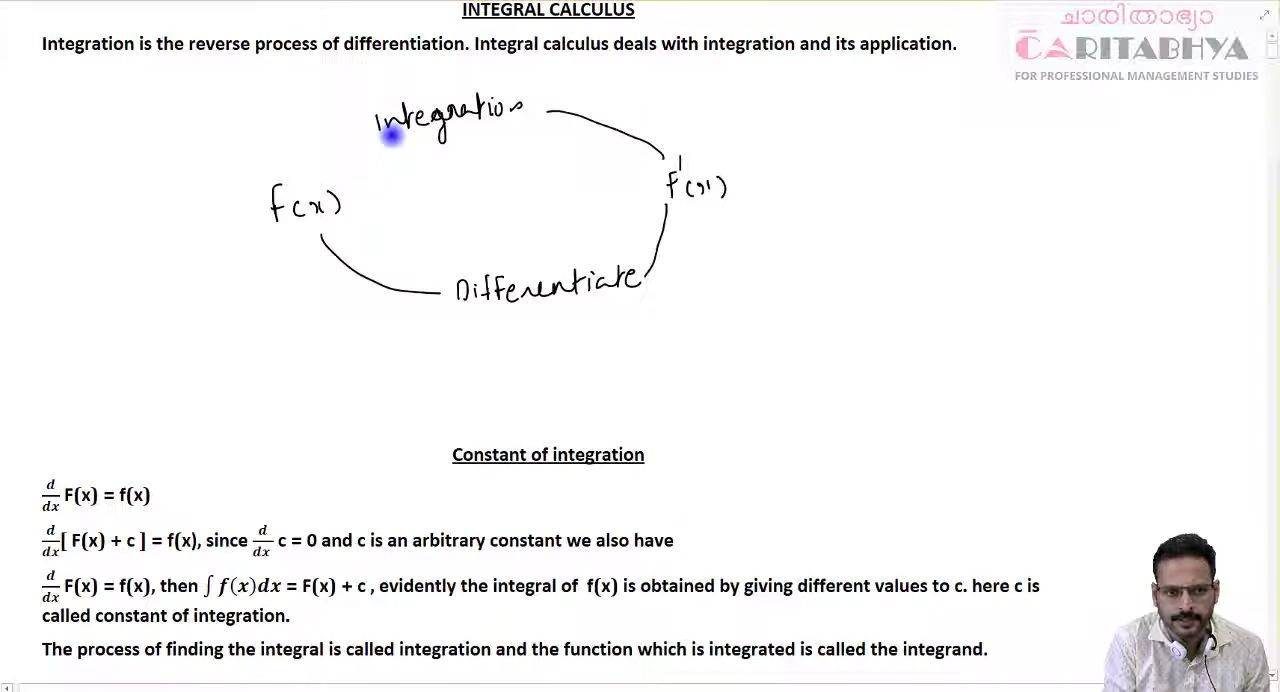 INTEGRAL CALCULUS
ചാരിതാഭ്യാ
CARITABHYA
FOR PROFESSIONAL MANAGEMENT STUDIES
Integration is the reverse process of differentiation. Integral calculus deals with integration and its application.
Integration
f'(x)
f(x)
Differentiate
Constant of integration
d/dx F(x) = f(x)
d/dx [ F(x) + c ] = f(x), since d/dx c = 0 and c is an arbitrary constant we also have
d/dx F(x) = f(x), then ∫ f(x)dx = F(x) + c , evidently the integral of f(x) is obtained by giving different values to c. here c is
called constant of integration.
The process of finding the integral is called integration and the function which is integrated is called the integrand.